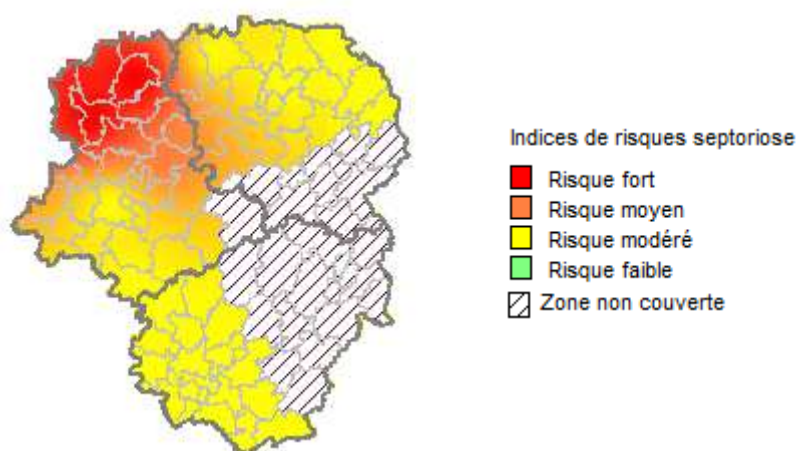 Indices de risques septoriose
Risque fort
Risque moyen
Risque modéré
Risque faible
Zone non couverte